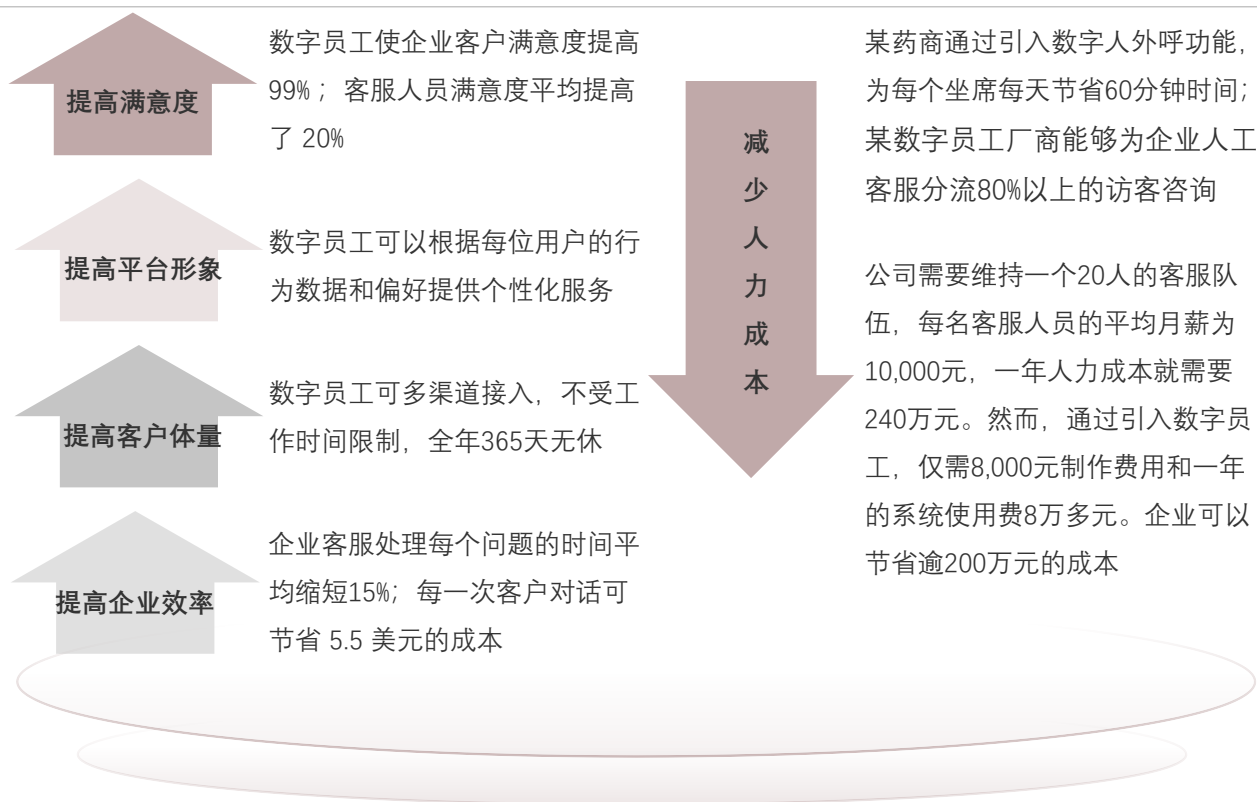 提高满意度
数字员工使企业客户满意度提高
99%；客服人员满意度平均提高
了 20%
提高平台形象
数字员工可以根据每位用户的行
为数据和偏好提供个性化服务
提高客户体量
数字员工可多渠道接入，不受工
作时间限制，全年365天无休
提高企业效率
企业客服处理每个问题的时间平
均缩短15%；每一次客户对话可
节省 5.5 美元的成本
减
少
人
力
成
本
某药商通过引入数字人外呼功能，
为每个坐席每天节省60分钟时间；
某数字员工厂商能够为企业人工
客服分流80%以上的访客咨询
公司需要维持一个20人的客服队
伍，每名客服人员的平均月薪为
10,000元，一年人力成本就需要
240万元。然而，通过引入数字员
工，仅需8,000元制作费用和一年
的系统使用费8万多元。企业可以
节省逾200万元的成本